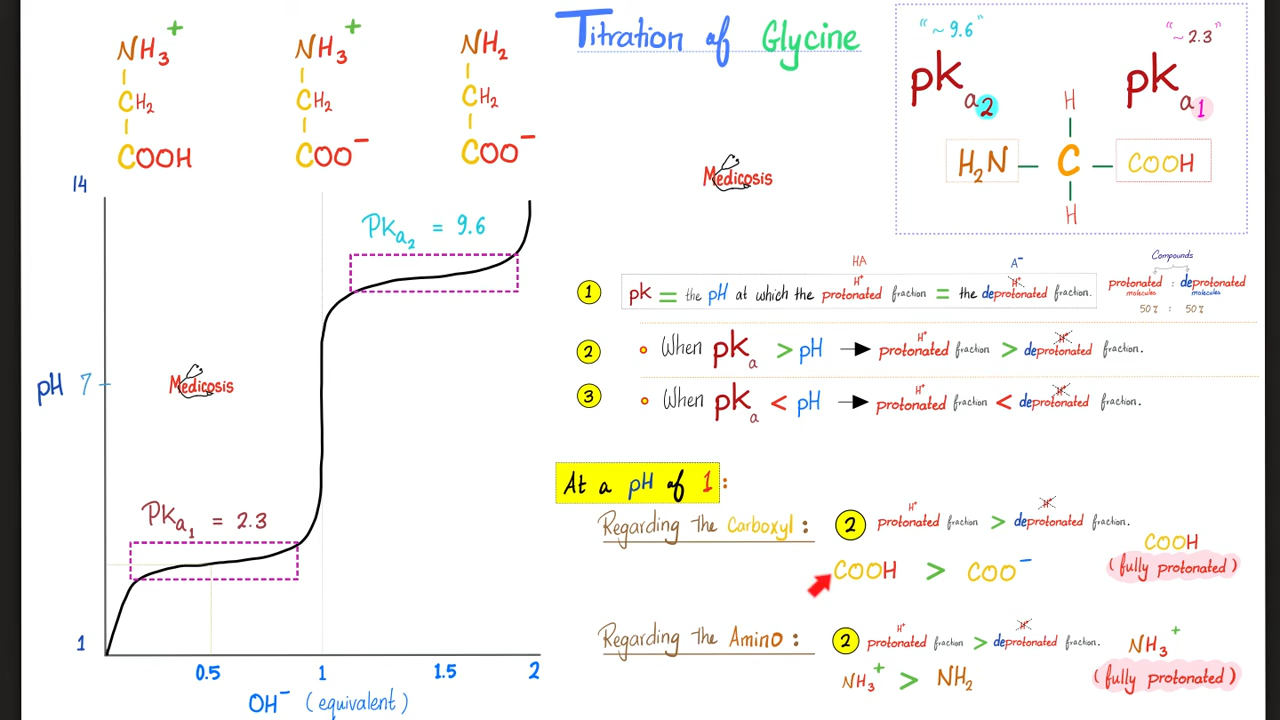 Titration of Glycine
NH3+
CH2
COOH
NH3+
CH2
COO−
NH2
CH2
COO−
14
pH 7
1
PKa2 = 9.6
PKa1 = 2.3
Medicosis
0.5 1 1.5 2
OH− (equivalent)
Medicosis
"~ 9.6"
pKa2
"~ 2.3"
pKa1
H
H2N — C — COOH
H
HA
A−
Compounds
1 pK = the pH at which the protonated fraction = the deprotonated fraction.
H+
H+
protonated : deprotonated
molecules molecules
50% : 50%
2 When pKa > pH → protonated fraction > deprotonated fraction.
H+
H+
3 When pKa < pH → protonated fraction < deprotonated fraction.
H+
H+
At a pH of 1:
Regarding the Carboxyl: 2 protonated fraction > deprotonated fraction.
H+
H+
COOH > COO−
COOH
(fully protonated)
Regarding the Amino: 2 protonated fraction > deprotonated fraction.
H+
H+
NH3+ > NH2
NH3+
(fully protonated)